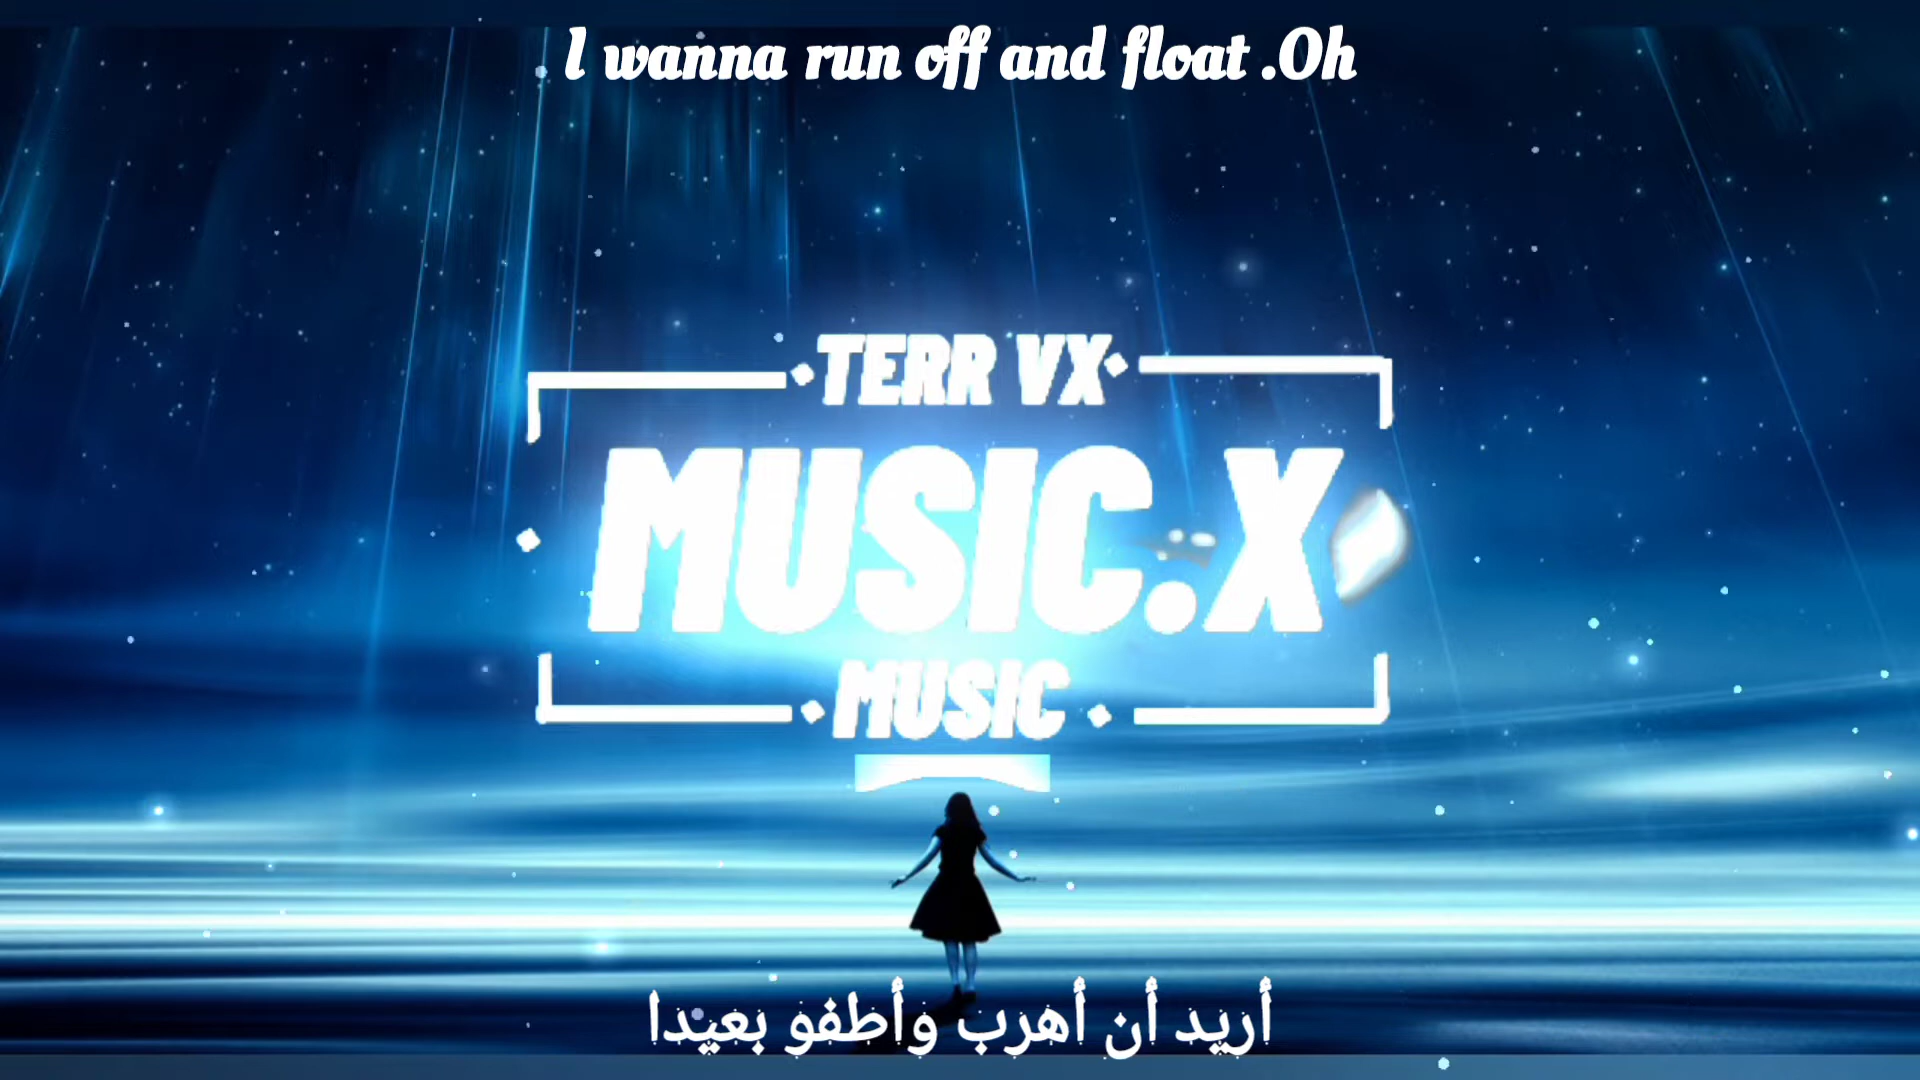 I wanna run off and float .Oh
TERR VX
MUSIC.X
MUSIC
أريد أن أهرب وأطفو بعيدا